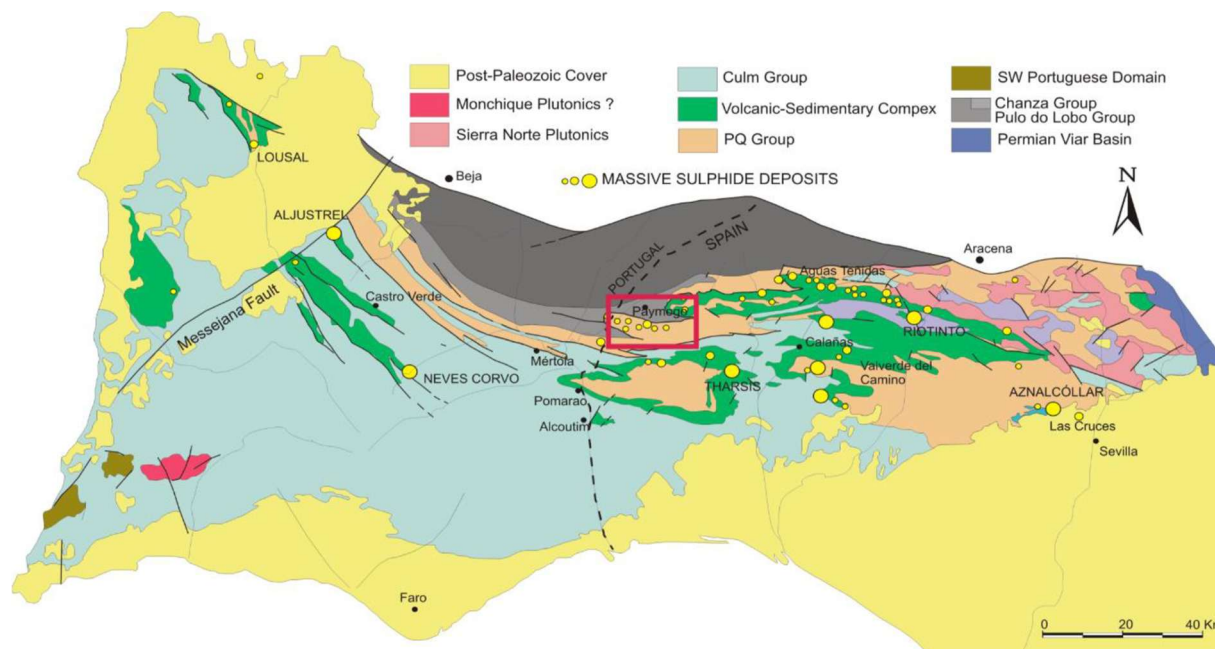 Post-Paleozoic Cover
Monchique Plutonics ?
Sierra Norte Plutonics
Culm Group
Volcanic-Sedimentary Compex
PQ Group
SW Portuguese Domain
Chanza Group
Pulo do Lobo Group
Permian Viar Basin
MASSIVE SULPHIDE DEPOSITS
N
LOUSAL
Beja
ALJUSTREL
PORTUGAL
SPAIN
Aracena
Aguas Teñidas
Messejana Fault
Castro Verde
Paymogo
RIOTINTO
Calañas
Mértola
NEVES CORVO
THARSIS
Valverde del
Camino
Pomarao
AZNALCÓLLAR
Alcoutim
Las Cruces
Sevilla
Faro
0 20 40 Km